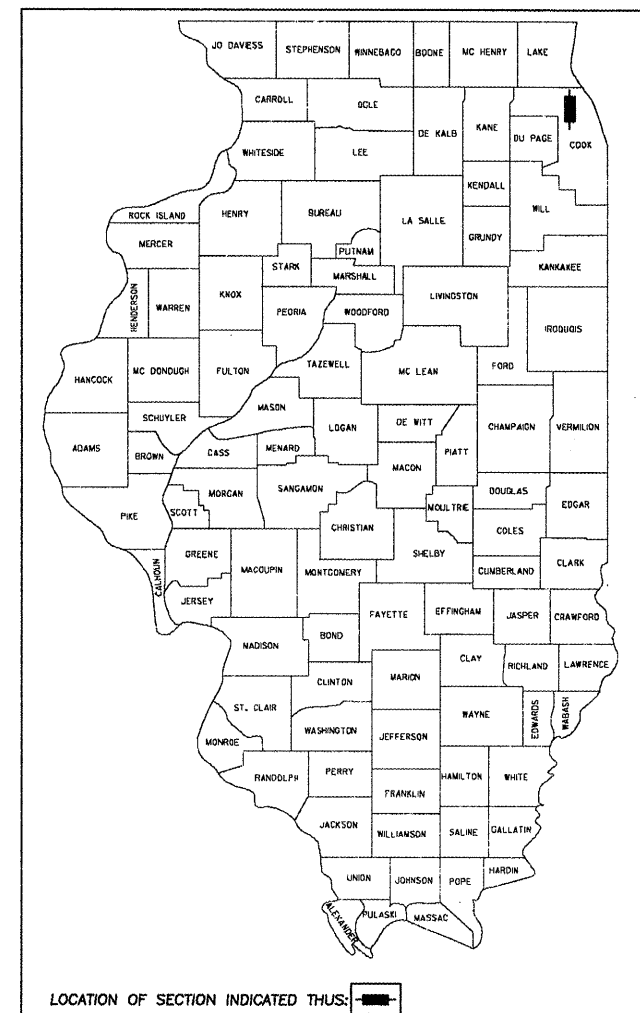 JO DAVIESS STEPHENSON WINNEBAGO BOONE MC HENRY LAKE
CARROLL OGLE
DE KALB KANE DU PAGE COOK
WHITESIDE LEE
KENDALL
WILL
ROCK ISLAND HENRY BUREAU LA SALLE
GRUNDY
MERCER PUTNAM
KANKAKEE
STARK MARSHALL
HENDERSON WARREN KNOX LIVINGSTON
PEORIA WOODFORD
IROQUOIS
TAZEWELL
HANCOCK MC DONOUGH FULTON MC LEAN FORD
MASON
SCHUYLER LOGAN DE WITT CHAMPAIGN VERMILION
ADAMS BROWN CASS MENARD PIATT
MACON
MORGAN SANGAMON DOUGLAS
PIKE SCOTT MOULTRIE EDGAR
CHRISTIAN COLES
GREENE SHELBY
CALHOUN MACOUPIN MONTGOMERY CUMBERLAND CLARK
JERSEY
FAYETTE EFFINGHAM JASPER CRAWFORD
MADISON BOND
CLAY RICHLAND LAWRENCE
CLINTON MARION
ST. CLAIR WAYNE EDWARDS WABASH
WASHINGTON JEFFERSON
MONROE
RANDOLPH PERRY HAMILTON WHITE
FRANKLIN
JACKSON WILLIAMSON SALINE GALLATIN
HARDIN
UNION JOHNSON POPE
ALEXANDER PULASKI MASSAC
LOCATION OF SECTION INDICATED THUS: